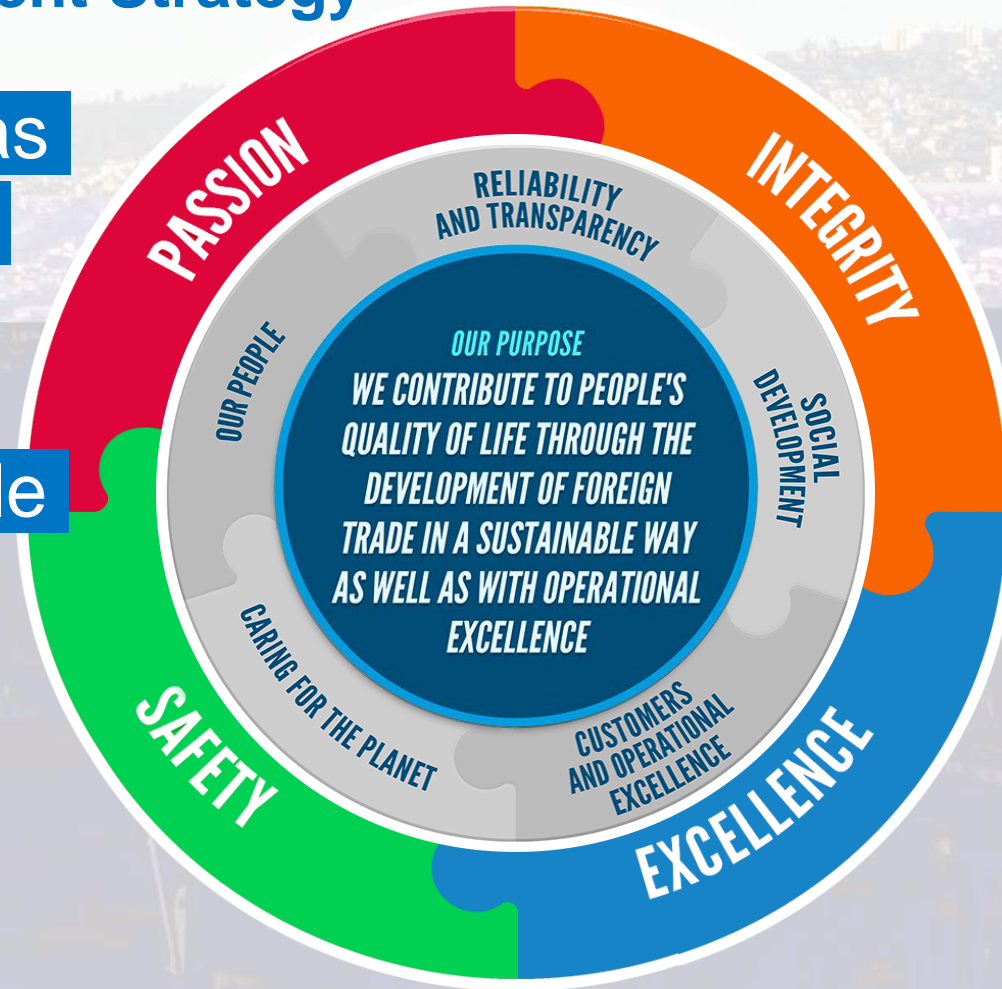 PASSION
INTEGRITY
RELIABILITY
AND TRANSPARENCY
OUR PEOPLE
SOCIAL
DEVELOPMENT
OUR PURPOSE
WE CONTRIBUTE TO PEOPLE'S
QUALITY OF LIFE THROUGH THE
DEVELOPMENT OF FOREIGN
TRADE IN A SUSTAINABLE WAY
AS WELL AS WITH OPERATIONAL
EXCELLENCE
CARING FOR THE PLANET
CUSTOMERS
AND OPERATIONAL
EXCELLENCE
SAFETY
EXCELLENCE